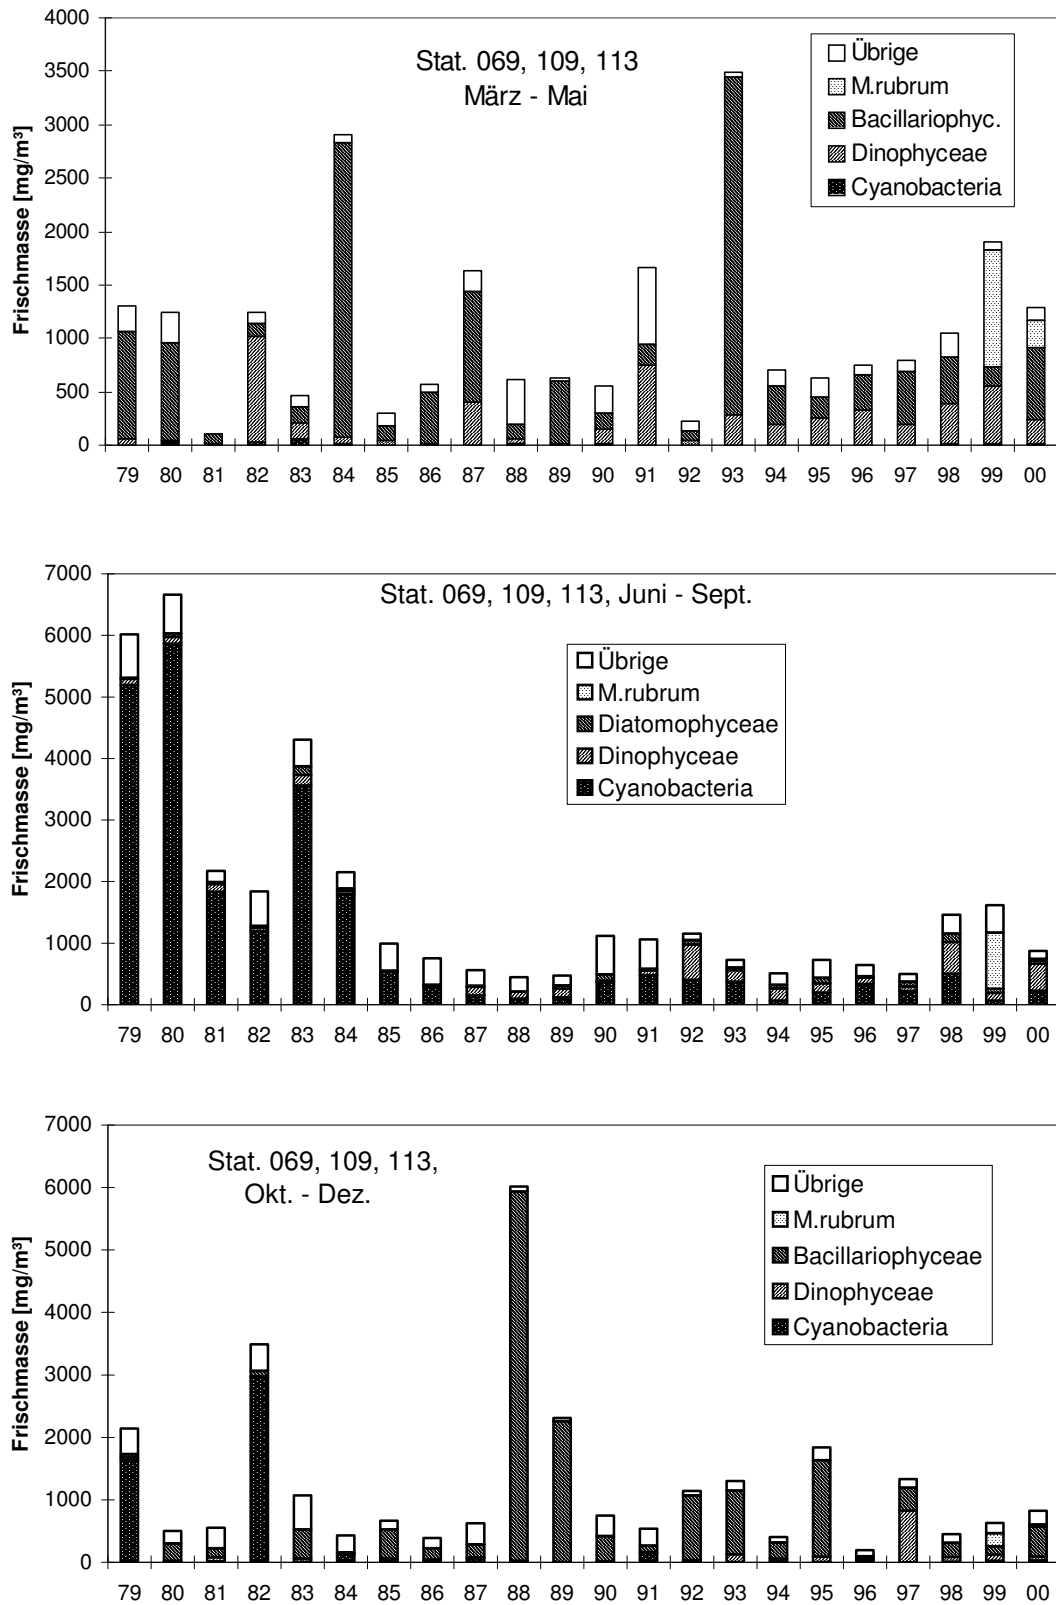 4000
3500
3000
2500
2000
1500
1000
500
0
Frischmasse [mg/m³]
Stat. 069, 109, 113
März - Mai
Übrige
M.rubrum
Bacillariophyc.
Dinophyceae
Cyanobacteria
79 80 81 82 83 84 85 86 87 88 89 90 91 92 93 94 95 96 97 98 99 00
7000
6000
5000
4000
3000
2000
1000
0
Frischmasse [mg/m³]
Stat. 069, 109, 113, Juni - Sept.
Übrige
M.rubrum
Diatomophyceae
Dinophyceae
Cyanobacteria
79 80 81 82 83 84 85 86 87 88 89 90 91 92 93 94 95 96 97 98 99 00
7000
6000
5000
4000
3000
2000
1000
0
Frischmasse [mg/m³]
Stat. 069, 109, 113,
Okt. - Dez.
Übrige
M.rubrum
Bacillariophyceae
Dinophyceae
Cyanobacteria
79 80 81 82 83 84 85 86 87 88 89 90 91 92 93 94 95 96 97 98 99 00